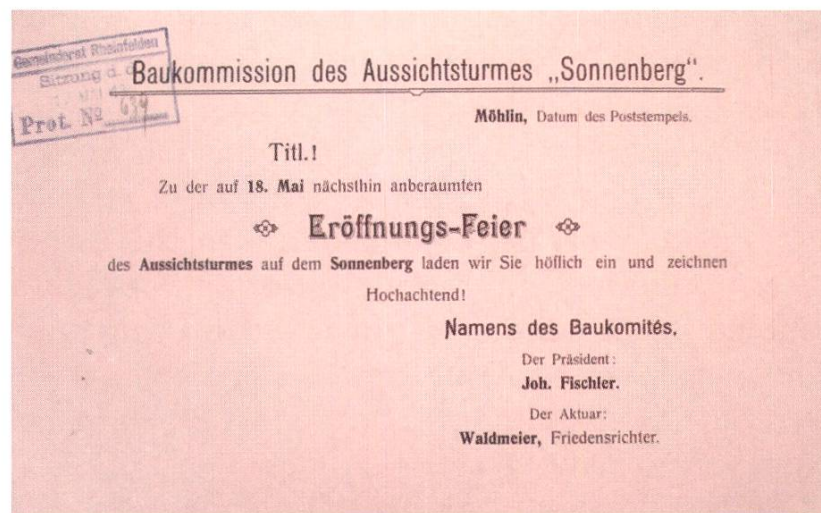 Gemeinderat Rheinfelden
Sitzung d. d.
Prot. Nº 639
Baukommission des Aussichtsturmes „Sonnenberg“.
Möhlin, Datum des Poststempels.
Titl.!
Zu der auf 18. Mai nächsthin anberaumten
Eröffnungs-Feier
des Aussichtsturmes auf dem Sonnenberg laden wir Sie höflich ein und zeichnen
Hochachtend!
Namens des Baukomités,
Der Präsident:
Joh. Fischler.
Der Aktuar:
Waldmeier, Friedensrichter.